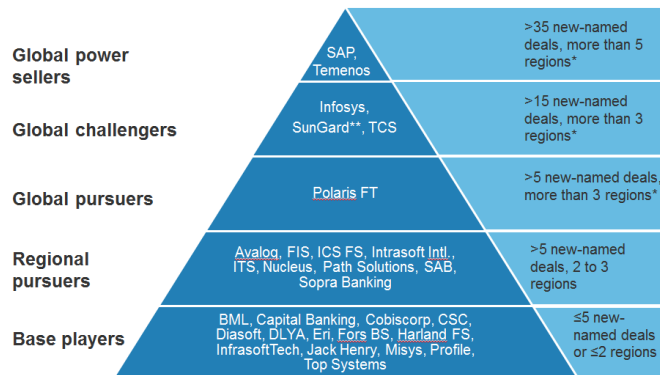 Global power
sellers
SAP,
Temenos
>35 new-named
deals, more than 5
regions*
Global challengers
Infosys,
SunGard**, TCS
>15 new-named
deals, more than 3
regions*
Global pursuers
Polaris FT
>5 new-named deals,
more than 3 regions*
Regional
pursuers
Avaloq, FIS, ICS FS, Intrasoft Intl.,
ITS, Nucleus, Path Solutions, SAB,
Sopra Banking
>5 new-named
deals, 2 to 3
regions
Base players
BML, Capital Banking, Cobiscorp, CSC,
Diasoft, DLYA, Eri, Fors BS, Harland FS,
InfrasoftTech, Jack Henry, Misys, Profile,
Top Systems
≤5 new-
named deals
or ≤2 regions